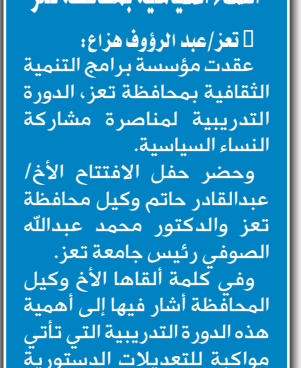 تعز/عبد الرؤوف هزاع:
عقدت مؤسسة برامج التنمية
الثقافية بمحافظة تعز، الدورة
التدريبية لمناصرة مشاركة
النساء السياسية.
وحضر حفل الافتتاح الأخ/
عبدالقادر حاتم وكيل محافظة
تعز والدكتور محمد عبدالله
الصوفي رئيس جامعة تعز.
وفي كلمة ألقاها الأخ وكيل
المحافظة أشار فيها إلى أهمية
هذه الدورة التدريبية التي تأتي
مواكبة للتعديلات الدستورية